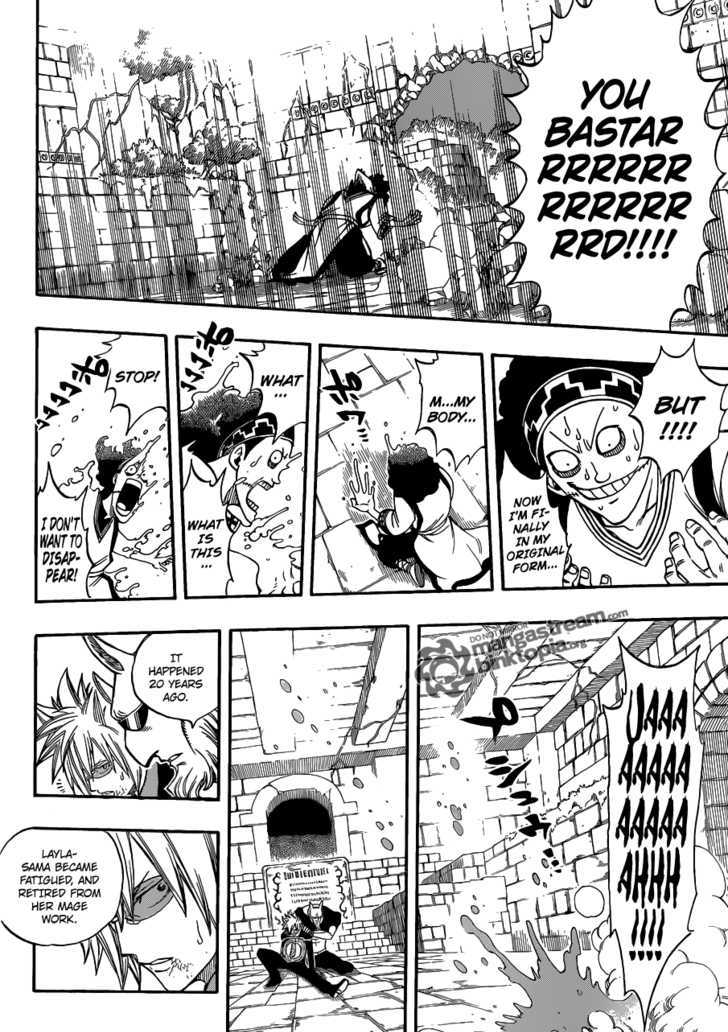 YOU
BASTAR
RRRRRR
RRRRRR
RRD!!!!
BUT
!!!!
NOW
I'M FI-
NALLY
IN MY
ORIGINAL
FORM...
M...MY
BODY...
WHAT
...
WHAT
IS
THIS...
STOP!
I DON'T
WANT TO
DISAP-
PEAR!
DO NOT MIRROR
mangastream.com
binktopia.org
UAAA
AAAAA
AAAAA
AHHH
!!!!
IT
HAPPENED
20 YEARS
AGO.
LAYLA-
SAMA BECAME
FATIGUED, AND
RETIRED FROM
HER MAGE
WORK.